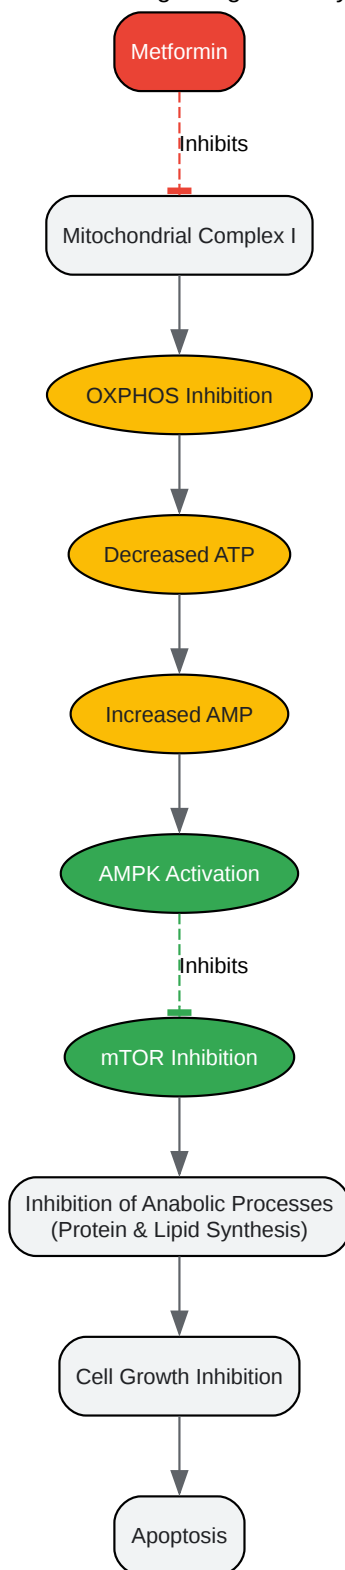 Metformin
Inhibits
Mitochondrial Complex I
OXPHOS Inhibition
Decreased ATP
Increased AMP
AMPK Activation
Inhibits
mTOR Inhibition
Inhibition of Anabolic Processes
(Protein & Lipid Synthesis)
Cell Growth Inhibition
Apoptosis